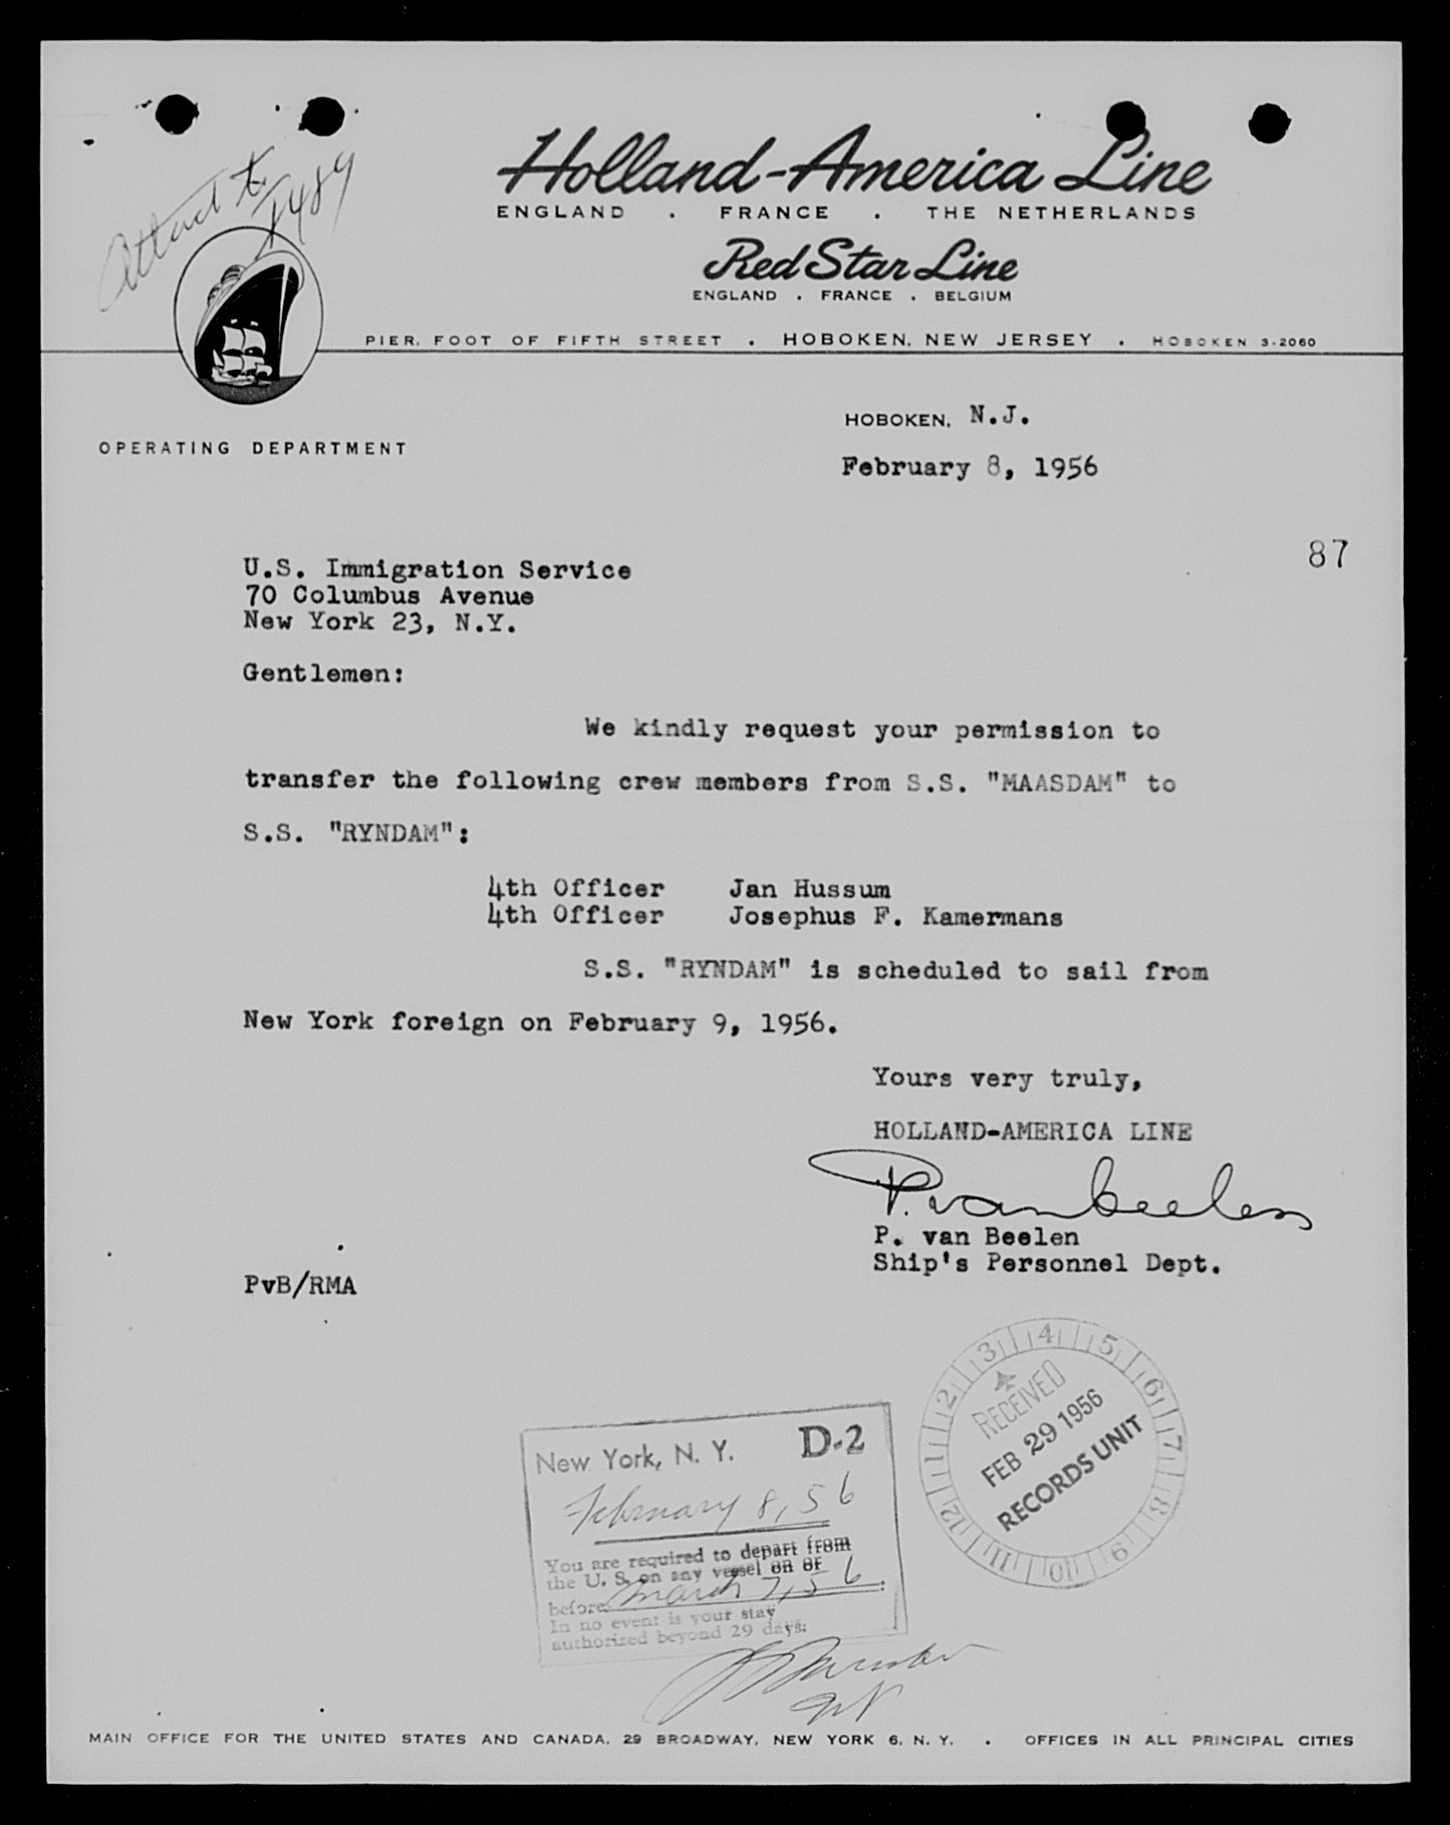 Attach to
T489
Holland-America Line
ENGLAND . FRANCE . THE NETHERLANDS
Red Star Line
ENGLAND . FRANCE . BELGIUM
PIER, FOOT OF FIFTH STREET . HOBOKEN, NEW JERSEY . HOBOKEN 3-2060
OPERATING DEPARTMENT
HOBOKEN, N.J.
February 8, 1956
87
U.S. Immigration Service
70 Columbus Avenue
New York 23, N.Y.
Gentlemen:
We kindly request your permission to
transfer the following crew members from S.S. "MAASDAM" to
S.S. "RYNDAM":
4th Officer Jan Hussum
4th Officer Josephus F. Kamermans
S.S. "RYNDAM" is scheduled to sail from
New York foreign on February 9, 1956.
Yours very truly,
HOLLAND-AMERICA LINE
P. van Beelen
P. van Beelen
Ship's Personnel Dept.
PvB/RMA
1 2 3 4 5 6 7 8 9 10 11 12
RECEIVED
FEB 29 1956
RECORDS UNIT
New York, N. Y. D-2
February 8, 56
You are required to depart from
the U. S. on any vessel on or
before March 7, 56
In no event is your stay
authorized beyond 29 days.
MAIN OFFICE FOR THE UNITED STATES AND CANADA, 29 BROADWAY, NEW YORK 6, N. Y. . OFFICES IN ALL PRINCIPAL CITIES